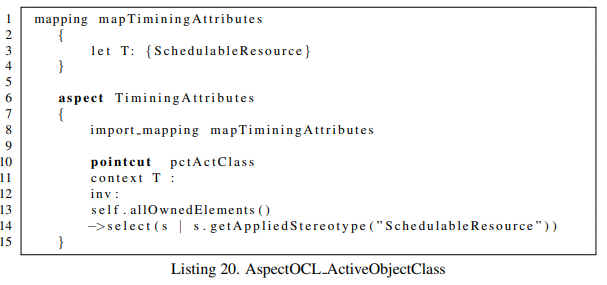 1 mapping mapTiminingAttributes
2 {
3 let T: {SchedulableResource}
4 }
5
6 aspect TiminingAttributes
7 {
8 import_mapping mapTiminingAttributes
9
10 pointcut pctActClass
11 context T :
12 inv:
13 self.allOwnedElements()
14 −>select(s | s.getAppliedStereotype("SchedulableResource"))
15 }
Listing 20. AspectOCL_ActiveObjectClass